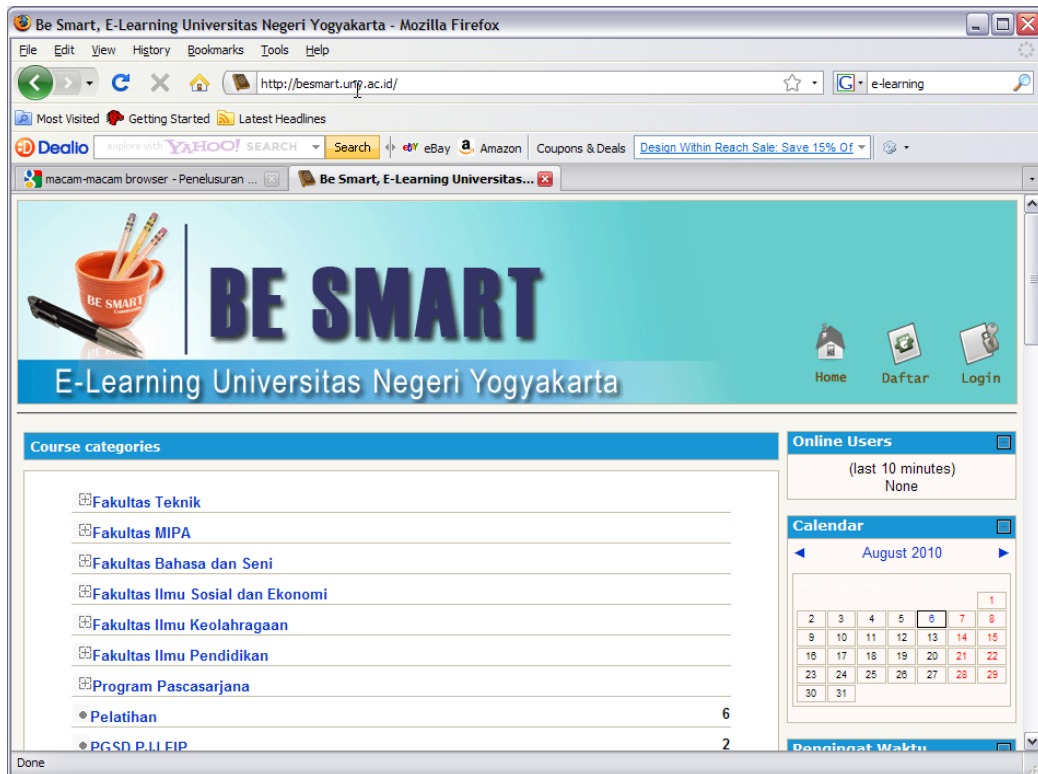 Be Smart, E-Learning Universitas Negeri Yogyakarta - Mozilla Firefox
File Edit View History Bookmarks Tools Help
http://besmart.uny.ac.id/
G e-learning
Most Visited Getting Started Latest Headlines
Dealio explore with YAHOO! SEARCH Search eBay Amazon Coupons & Deals Design Within Reach Sale: Save 15% Of
macam-macam browser - Penelusuran ... Be Smart, E-Learning Universitas...
BE SMART
BE SMART
E-Learning Universitas Negeri Yogyakarta
Home Daftar Login
Course categories
Fakultas Teknik
Fakultas MIPA
Fakultas Bahasa dan Seni
Fakultas Ilmu Sosial dan Ekonomi
Fakultas Ilmu Keolahragaan
Fakultas Ilmu Pendidikan
Program Pascasarjana
Pelatihan 6
PGSD PJJ FIP 2
Online Users
(last 10 minutes)
None
Calendar
August 2010
1
2 3 4 5 6 7 8
9 10 11 12 13 14 15
16 17 18 19 20 21 22
23 24 25 26 27 28 29
30 31
Pengingat Waktu
Done